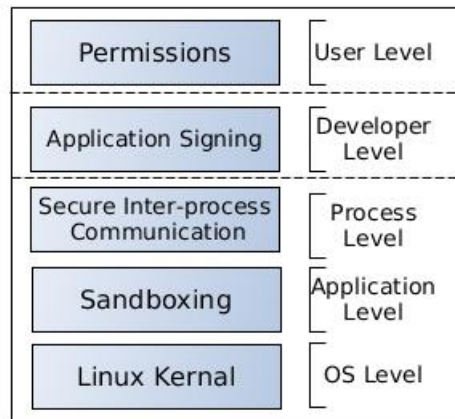 Permissions
User Level
Application Signing
Developer
Level
Secure Inter-process
Communication
Process
Level
Sandboxing
Application
Level
Linux Kernal
OS Level